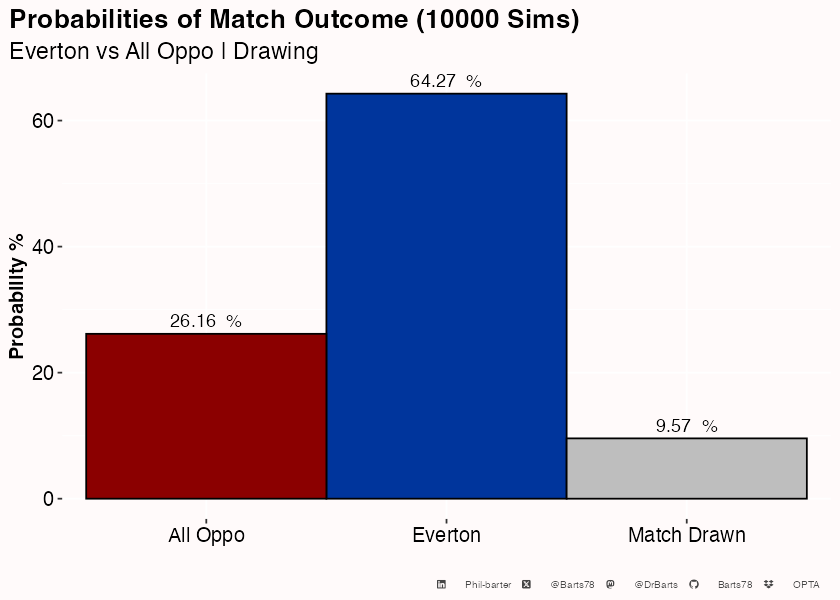 Probabilities of Match Outcome (10000 Sims)
Everton vs All Oppo | Drawing
64.27 %
60
40
Probability %
26.16 %
20
9.57 %
0
All Oppo Everton Match Drawn
Phil-barter @Barts78 @DrBarts Barts78 OPTA